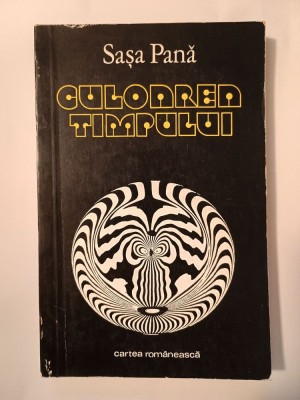 Sașa Pană
CULOAREA
TIMPULUI
cartea românească